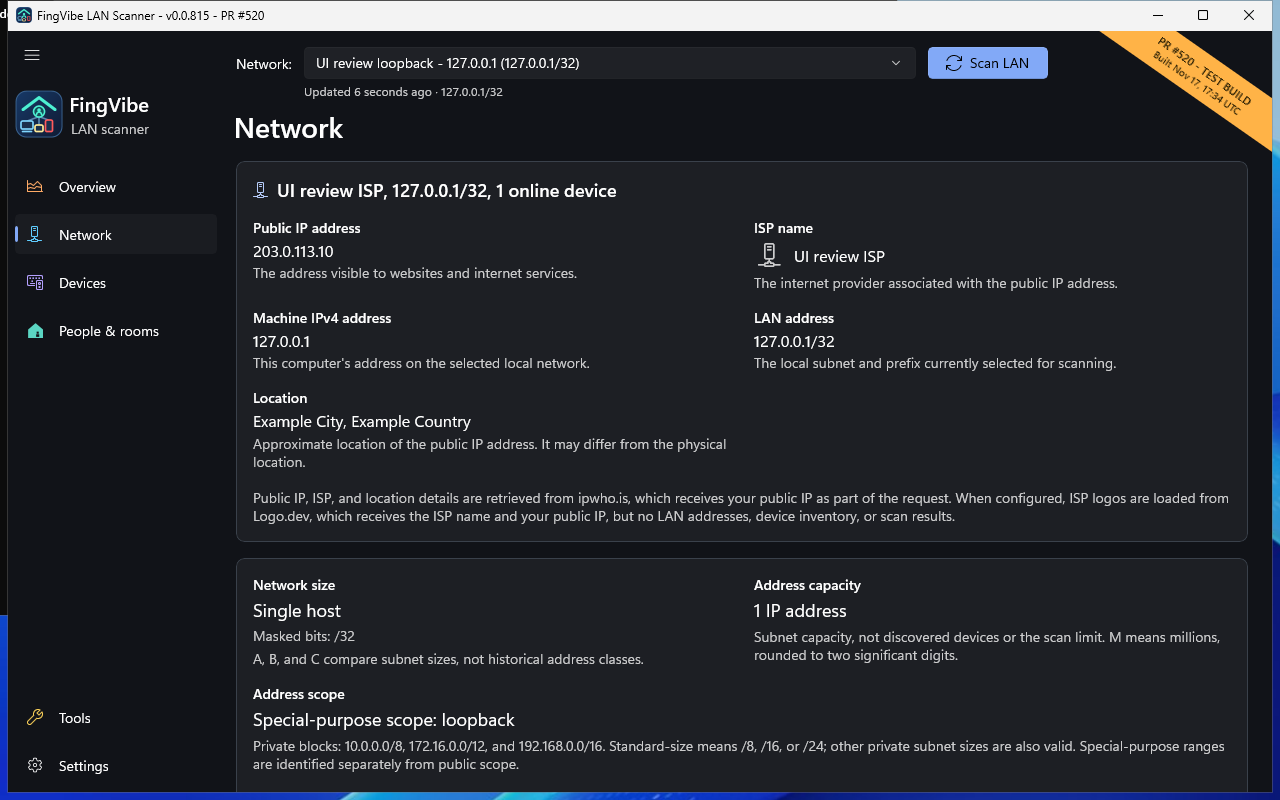 FingVibe LAN Scanner - v0.0.815 - PR #520
Network:
UI review loopback - 127.0.0.1 (127.0.0.1/32)
Scan LAN
Updated 6 seconds ago · 127.0.0.1/32
PR #520 - TEST BUILD
Built Nov 17, 17:34 UTC
FingVibe
LAN scanner
Overview
Network
Devices
People & rooms
Tools
Settings
Network
UI review ISP, 127.0.0.1/32, 1 online device
Public IP address
203.0.113.10
The address visible to websites and internet services.
ISP name
UI review ISP
The internet provider associated with the public IP address.
Machine IPv4 address
127.0.0.1
This computer's address on the selected local network.
LAN address
127.0.0.1/32
The local subnet and prefix currently selected for scanning.
Location
Example City, Example Country
Approximate location of the public IP address. It may differ from the physical
location.
Public IP, ISP, and location details are retrieved from ipwho.is, which receives your public IP as part of the request. When configured, ISP logos are loaded from
Logo.dev, which receives the ISP name and your public IP, but no LAN addresses, device inventory, or scan results.
Network size
Single host
Masked bits: /32
A, B, and C compare subnet sizes, not historical address classes.
Address capacity
1 IP address
Subnet capacity, not discovered devices or the scan limit. M means millions,
rounded to two significant digits.
Address scope
Special-purpose scope: loopback
Private blocks: 10.0.0.0/8, 172.16.0.0/12, and 192.168.0.0/16. Standard-size means /8, /16, or /24; other private subnet sizes are also valid. Special-purpose ranges
are identified separately from public scope.